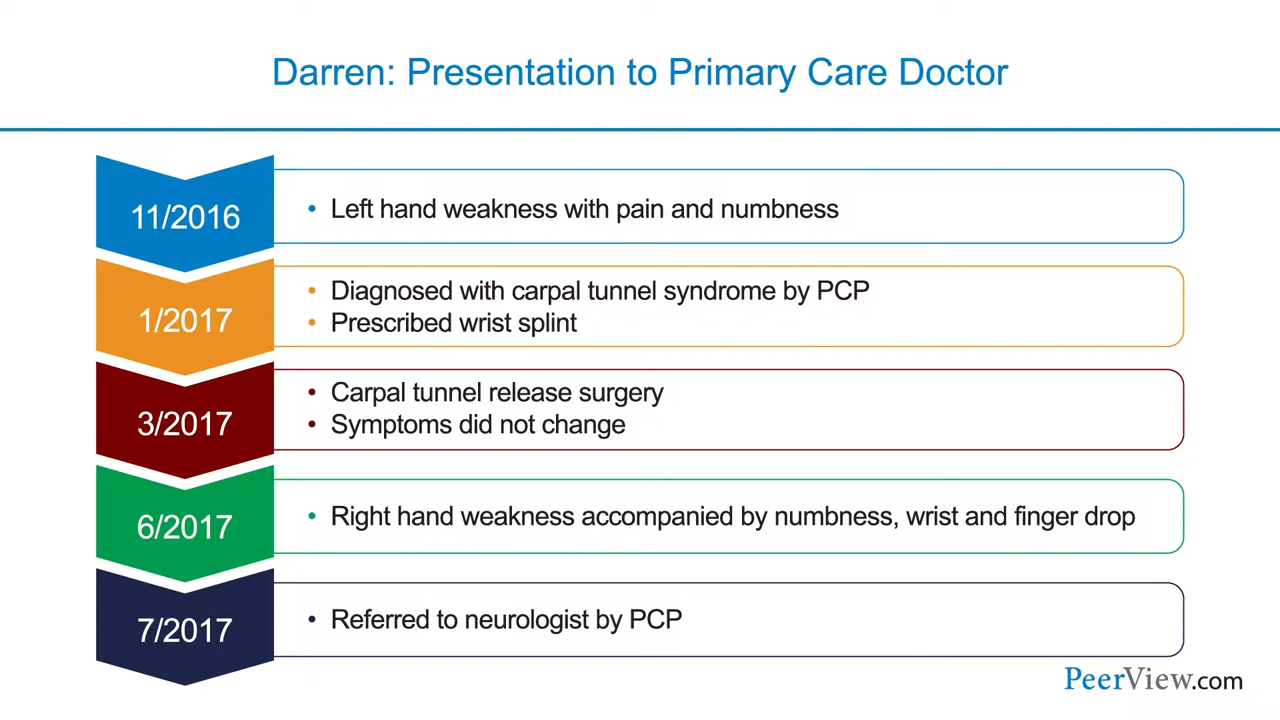 Darren: Presentation to Primary Care Doctor
11/2016
• Left hand weakness with pain and numbness
1/2017
• Diagnosed with carpal tunnel syndrome by PCP
• Prescribed wrist splint
3/2017
• Carpal tunnel release surgery
• Symptoms did not change
6/2017
• Right hand weakness accompanied by numbness, wrist and finger drop
7/2017
• Referred to neurologist by PCP
PeerView.com